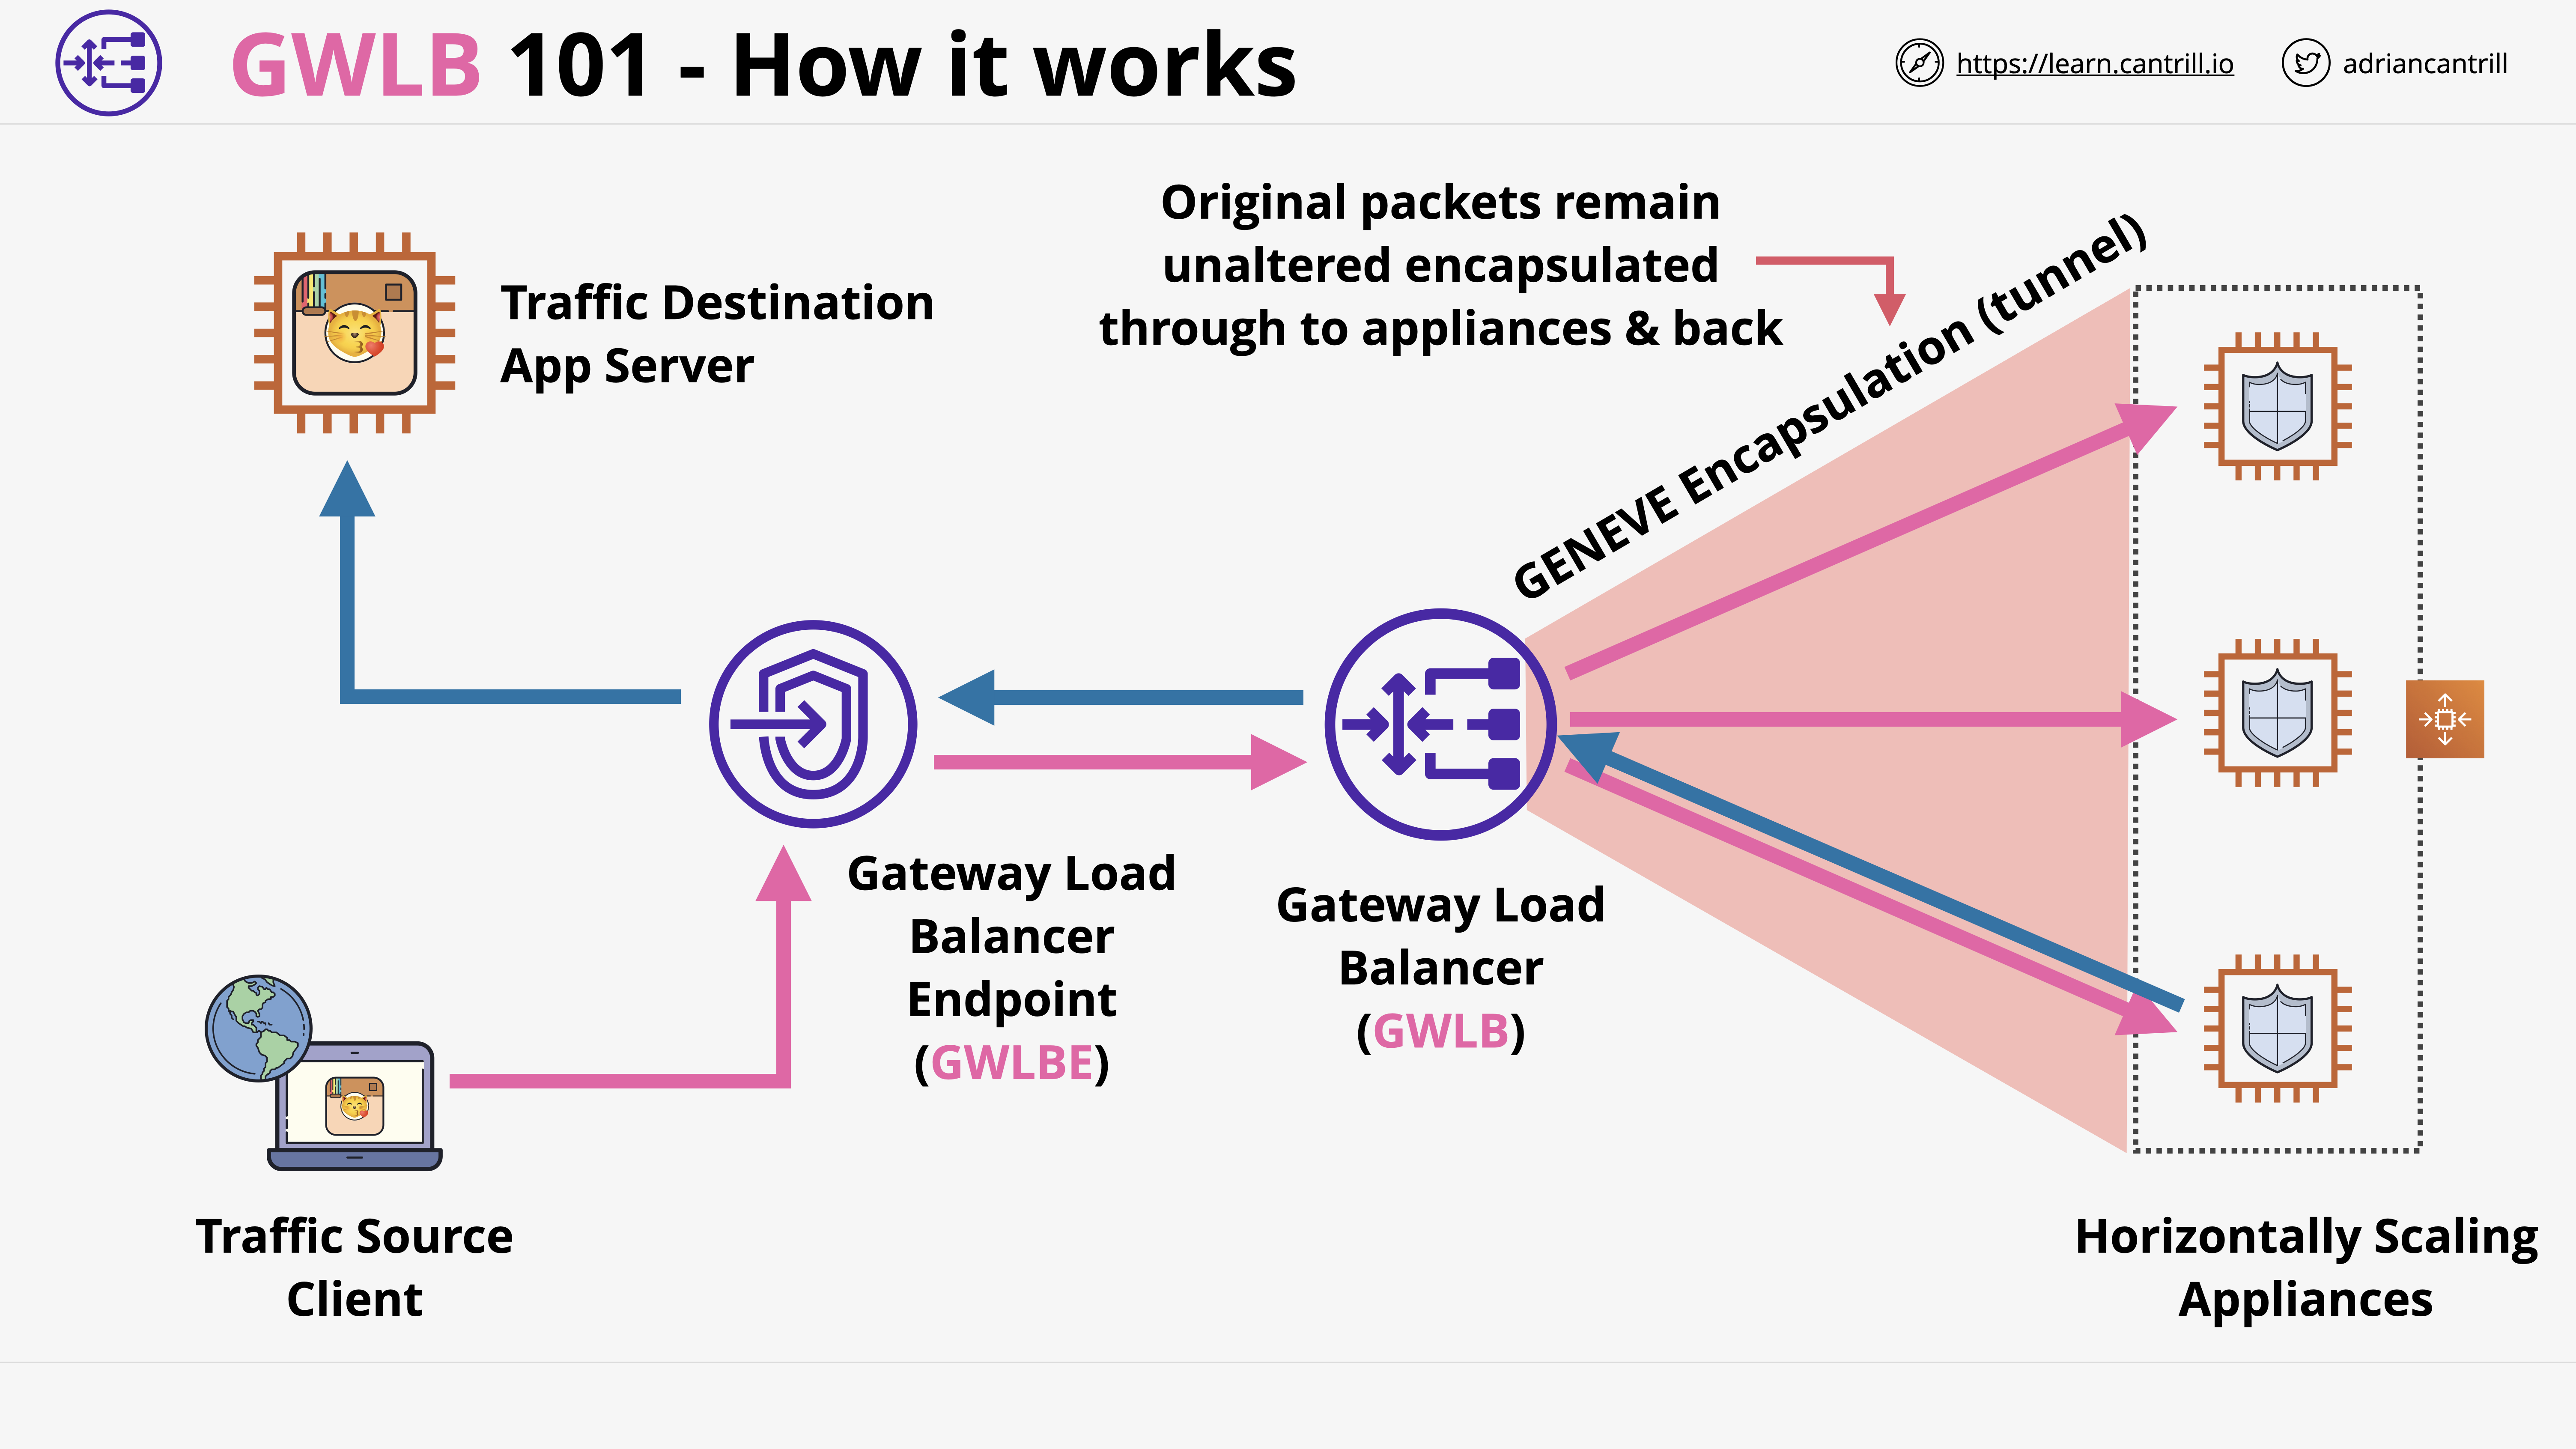 GWLB 101 - How it works
https://learn.cantrill.io
adriancantrill
Original packets remain
unaltered encapsulated
through to appliances & back
GENEVE Encapsulation (tunnel)
Traffic Destination
App Server
Gateway Load
Balancer
Endpoint
(GWLBE)
Gateway Load
Balancer
(GWLB)
Traffic Source
Client
Horizontally Scaling
Appliances